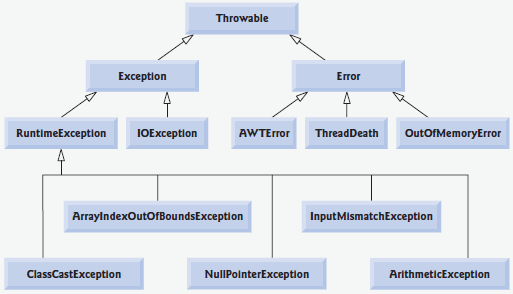 Throwable
Exception
Error
RuntimeException
IOException
AWTError
ThreadDeath
OutOfMemoryError
ArrayIndexOutOfBoundsException
InputMismatchException
ClassCastException
NullPointerException
ArithmeticException